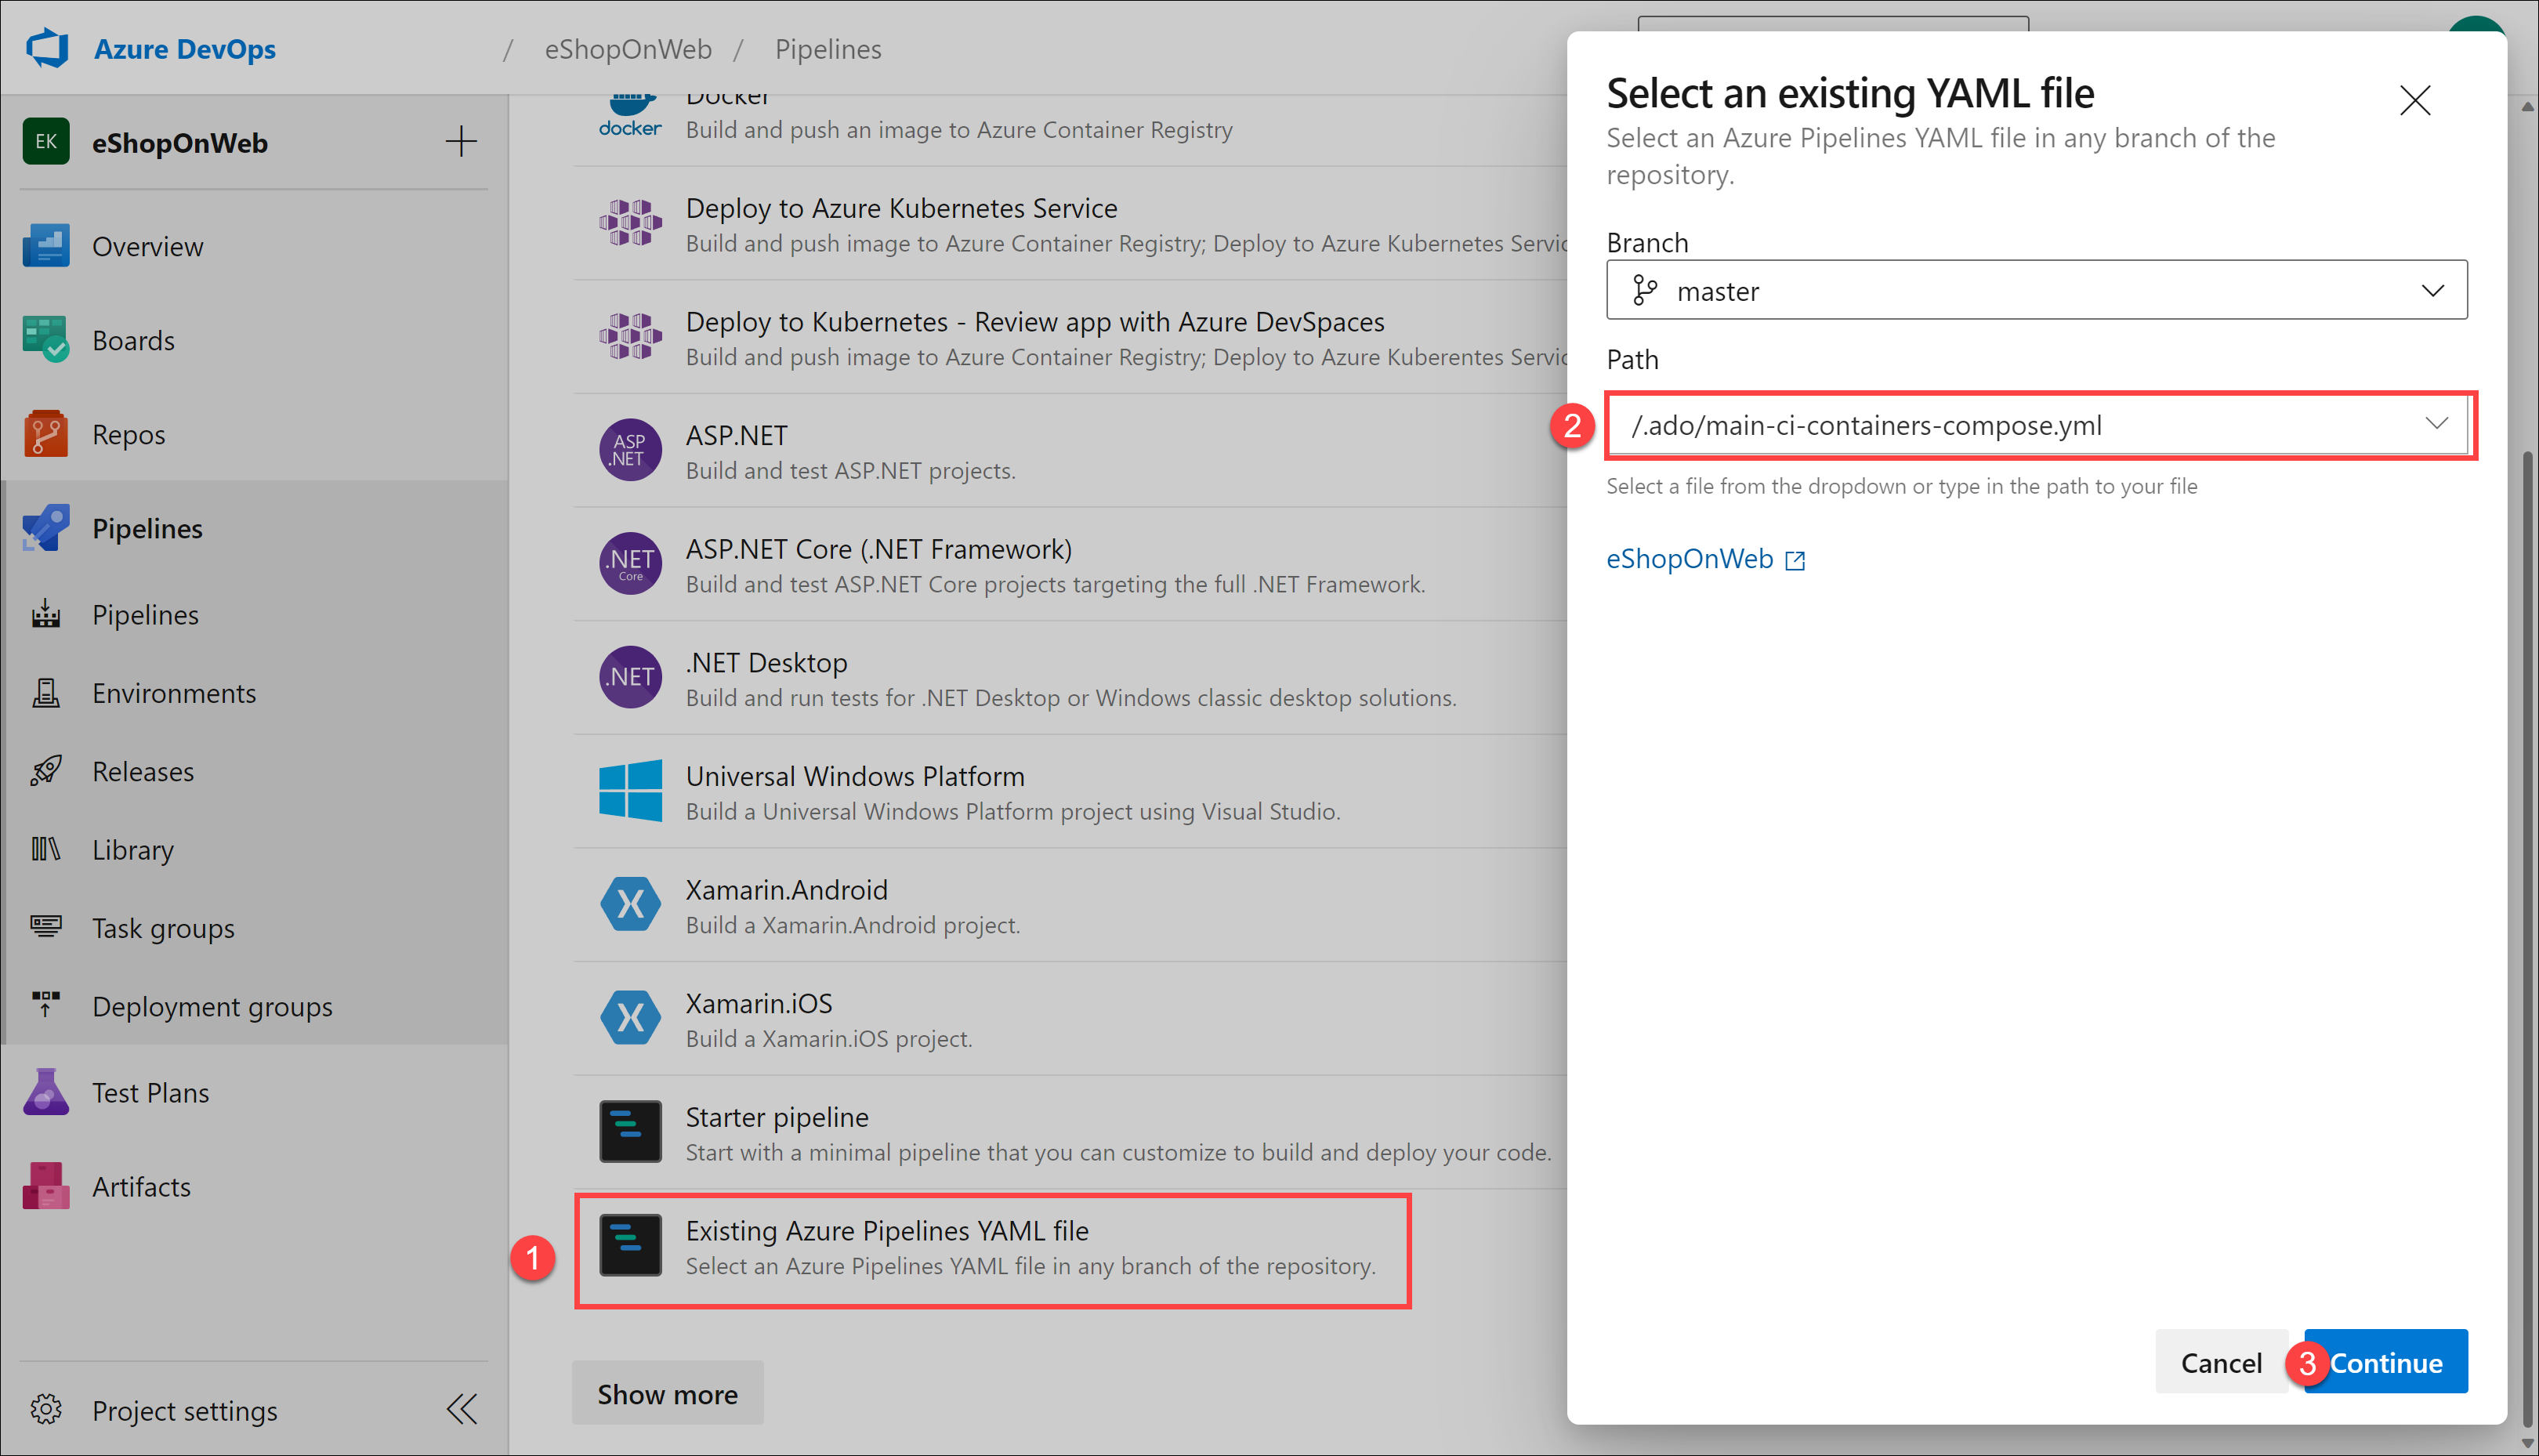 Azure DevOps
/ eShopOnWeb / Pipelines
EK
eShopOnWeb
Overview
Boards
Repos
Pipelines
Pipelines
Environments
Releases
Library
Task groups
Deployment groups
Test Plans
Artifacts
Project settings
docker
Docker
Build and push an image to Azure Container Registry
Deploy to Azure Kubernetes Service
Build and push image to Azure Container Registry; Deploy to Azure Kubernetes Servic
Deploy to Kubernetes - Review app with Azure DevSpaces
Build and push image to Azure Container Registry; Deploy to Azure Kuberentes Servic
ASP
.NET
ASP.NET
Build and test ASP.NET projects.
.NET
Core
ASP.NET Core (.NET Framework)
Build and test ASP.NET Core projects targeting the full .NET Framework.
.NET
.NET Desktop
Build and run tests for .NET Desktop or Windows classic desktop solutions.
Universal Windows Platform
Build a Universal Windows Platform project using Visual Studio.
Xamarin.Android
Build a Xamarin.Android project.
Xamarin.iOS
Build a Xamarin.iOS project.
Starter pipeline
Start with a minimal pipeline that you can customize to build and deploy your code.
1
Existing Azure Pipelines YAML file
Select an Azure Pipelines YAML file in any branch of the repository.
Show more
Select an existing YAML file
Select an Azure Pipelines YAML file in any branch of the
repository.
Branch
master
Path
2
/.ado/main-ci-containers-compose.yml
Select a file from the dropdown or type in the path to your file
eShopOnWeb
Cancel
3
Continue